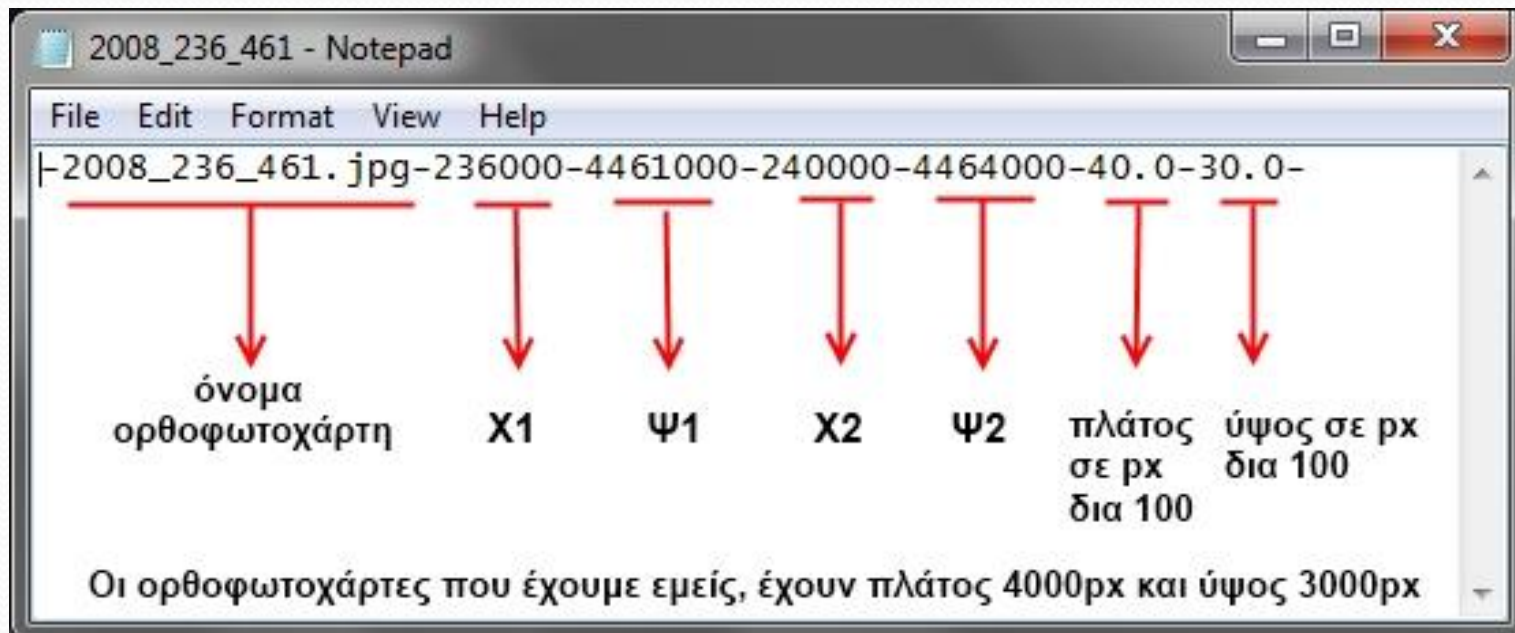 2008_236_461 - Notepad
File Edit Format View Help
-2008_236_461.jpg-236000-4461000-240000-4464000-40.0-30.0-
όνομα
ορθοφωτοχάρτη
Χ1
Ψ1
Χ2
Ψ2
πλάτος
σε px
δια 100
ύψος σε px
δια 100
Οι ορθοφωτοχάρτες που έχουμε εμείς, έχουν πλάτος 4000px και ύψος 3000px